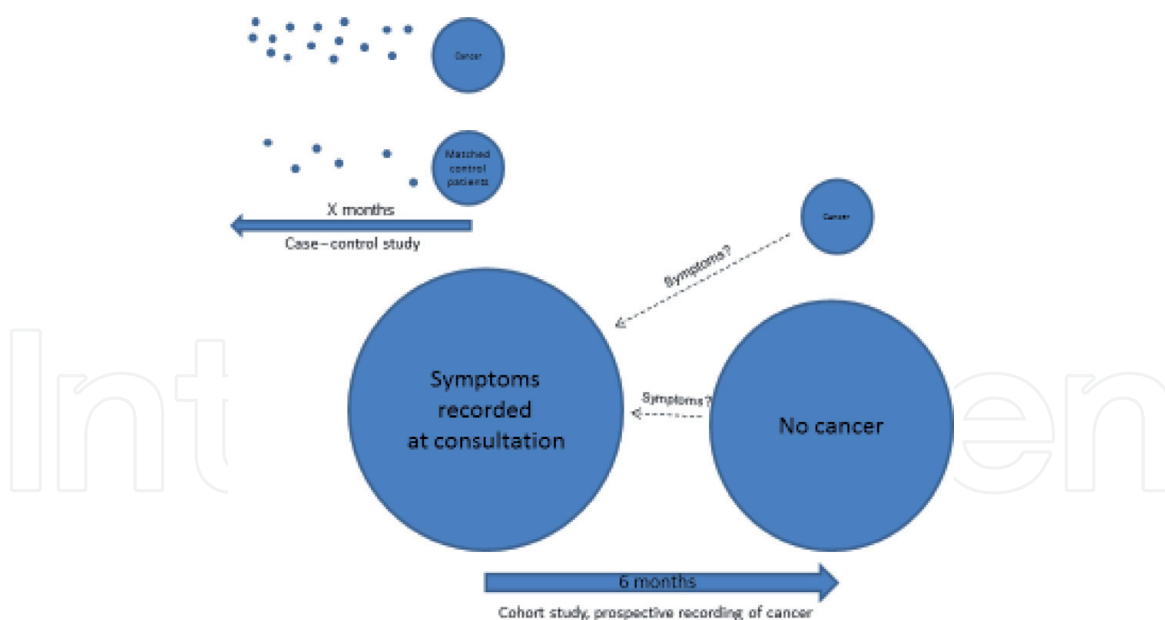 Cancer
Matched
control
patients
X months
Case–control study
Cancer
Symptoms?
Symptoms
recorded
at consultation
Symptoms?
No cancer
6 months
Cohort study, prospective recording of cancer